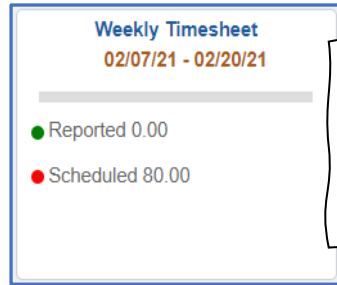 Weekly Timesheet
02/07/21 - 02/20/21
Reported 0.00
Scheduled 80.00